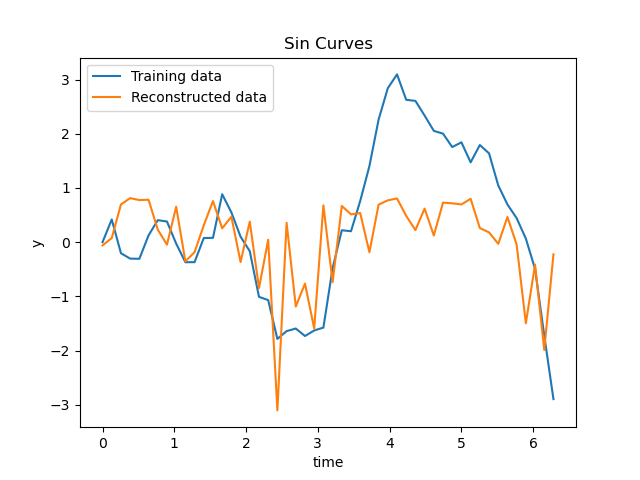 Sin Curves
Training data
Reconstructed data
y
3
2
1
0
−1
−2
−3
0 1 2 3 4 5 6
time